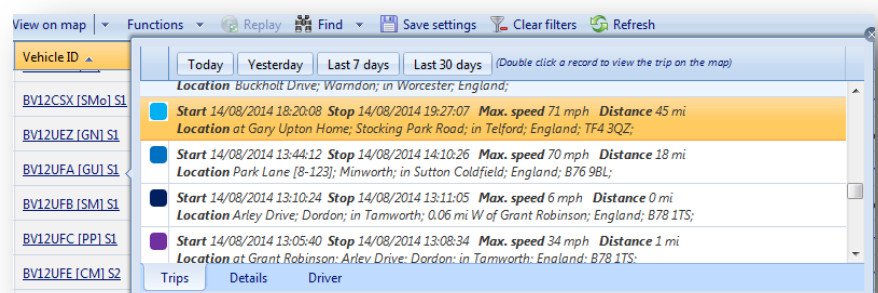 View on map Functions Replay Find Save settings Clear filters Refresh
Vehicle ID
Today Yesterday Last 7 days Last 30 days (Double click a record to view the trip on the map)
Location Buckholt Drive; Warndon; in Worcester; England;
BV12CSX [SMo] S1
Start 14/08/2014 18:20:08 Stop 14/08/2014 19:27:07 Max. speed 71 mph Distance 45 mi
Location at Gary Upton Home; Stocking Park Road; in Telford; England; TF4 3QZ;
BV12UEZ [GN] S1
Start 14/08/2014 13:44:12 Stop 14/08/2014 14:10:26 Max. speed 70 mph Distance 18 mi
Location Park Lane [8-123]; Minworth; in Sutton Coldfield; England; B76 9BL;
BV12UFA [GU] S1
Start 14/08/2014 13:10:24 Stop 14/08/2014 13:11:05 Max. speed 6 mph Distance 0 mi
Location Arley Drive; Dordon; in Tamworth; 0.06 mi W of Grant Robinson; England; B78 1TS;
BV12UFB [SM] S1
Start 14/08/2014 13:05:40 Stop 14/08/2014 13:08:34 Max. speed 34 mph Distance 1 mi
Location at Grant Robinson; Arley Drive; Dordon; in Tamworth; England; B78 1TS;
BV12UFC [PP] S1
BV12UFE [CM] S2
Trips Details Driver